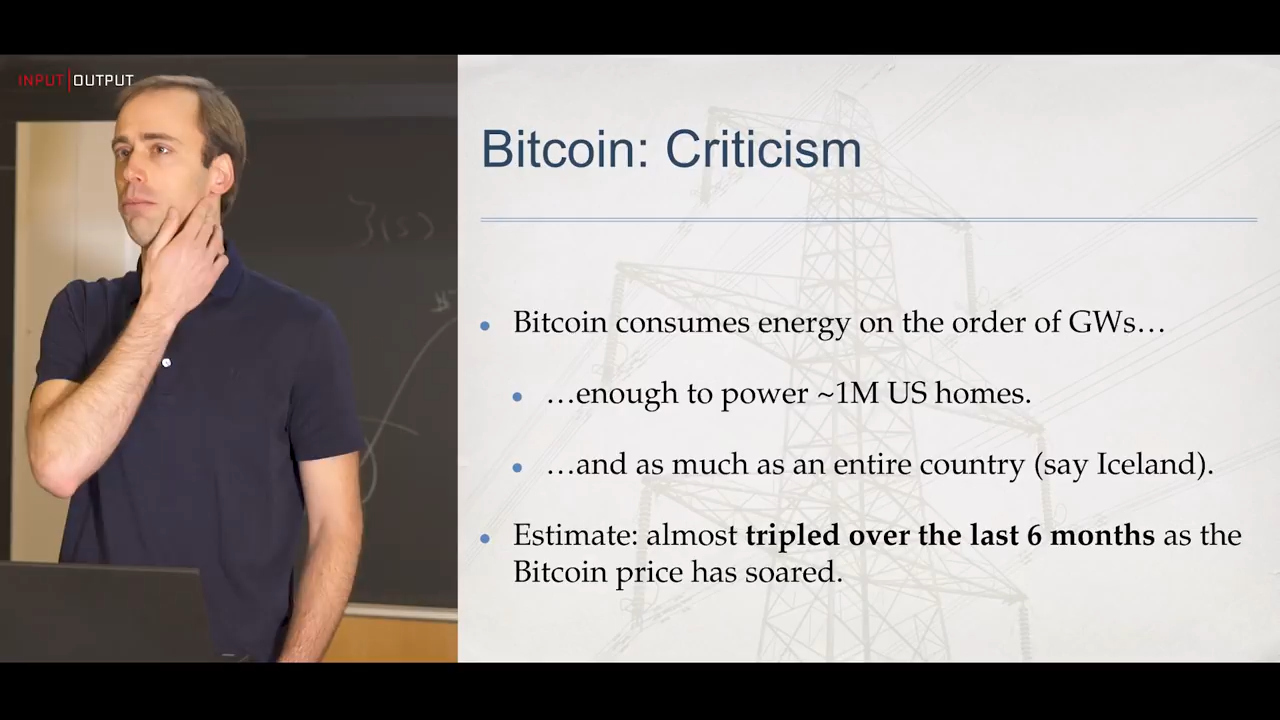 INPUT|OUTPUT
Bitcoin: Criticism
Bitcoin consumes energy on the order of GWs…
…enough to power ~1M US homes.
…and as much as an entire country (say Iceland).
Estimate: almost tripled over the last 6 months as the
Bitcoin price has soared.